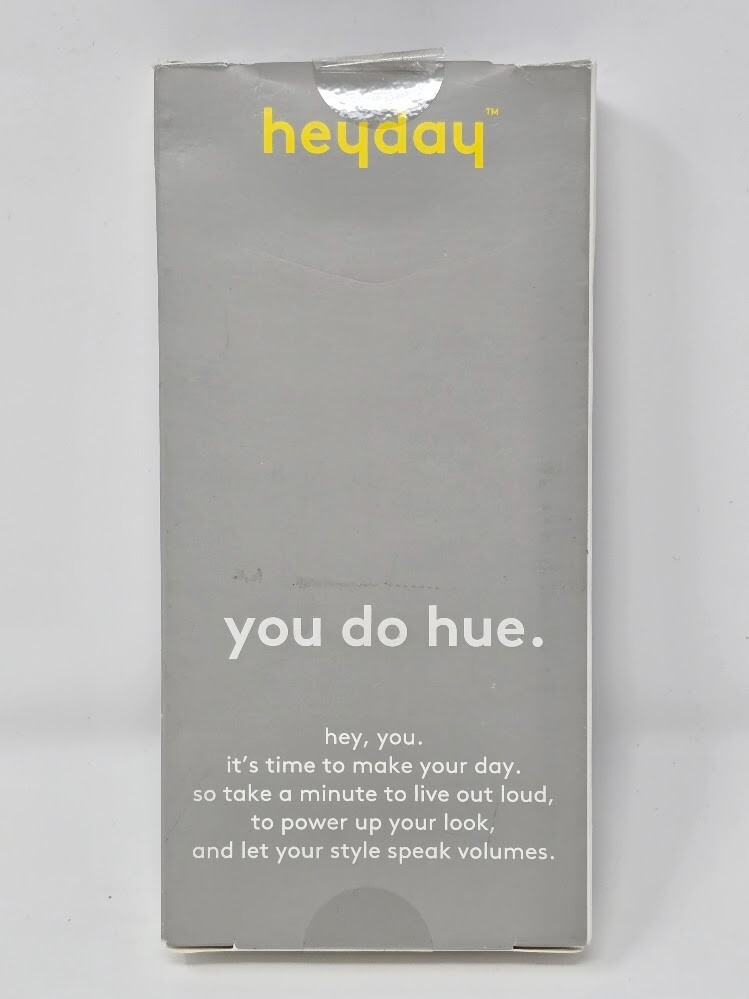 heyday™
you do hue.
hey, you.
it's time to make your day.
so take a minute to live out loud,
to power up your look,
and let your style speak volumes.